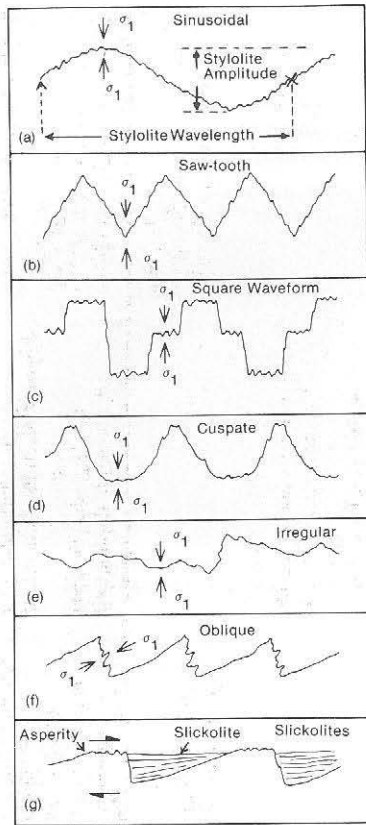 Sinusoidal
σ1
σ1
Stylolite
Amplitude
Stylolite Wavelength
(a)
Saw-tooth
σ1
σ1
(b)
Square Waveform
σ1
σ1
(c)
Cuspate
σ1
σ1
(d)
Irregular
σ1
σ1
(e)
Oblique
σ1
σ1
(f)
Asperity
Slickolite
Slickolites
(g)